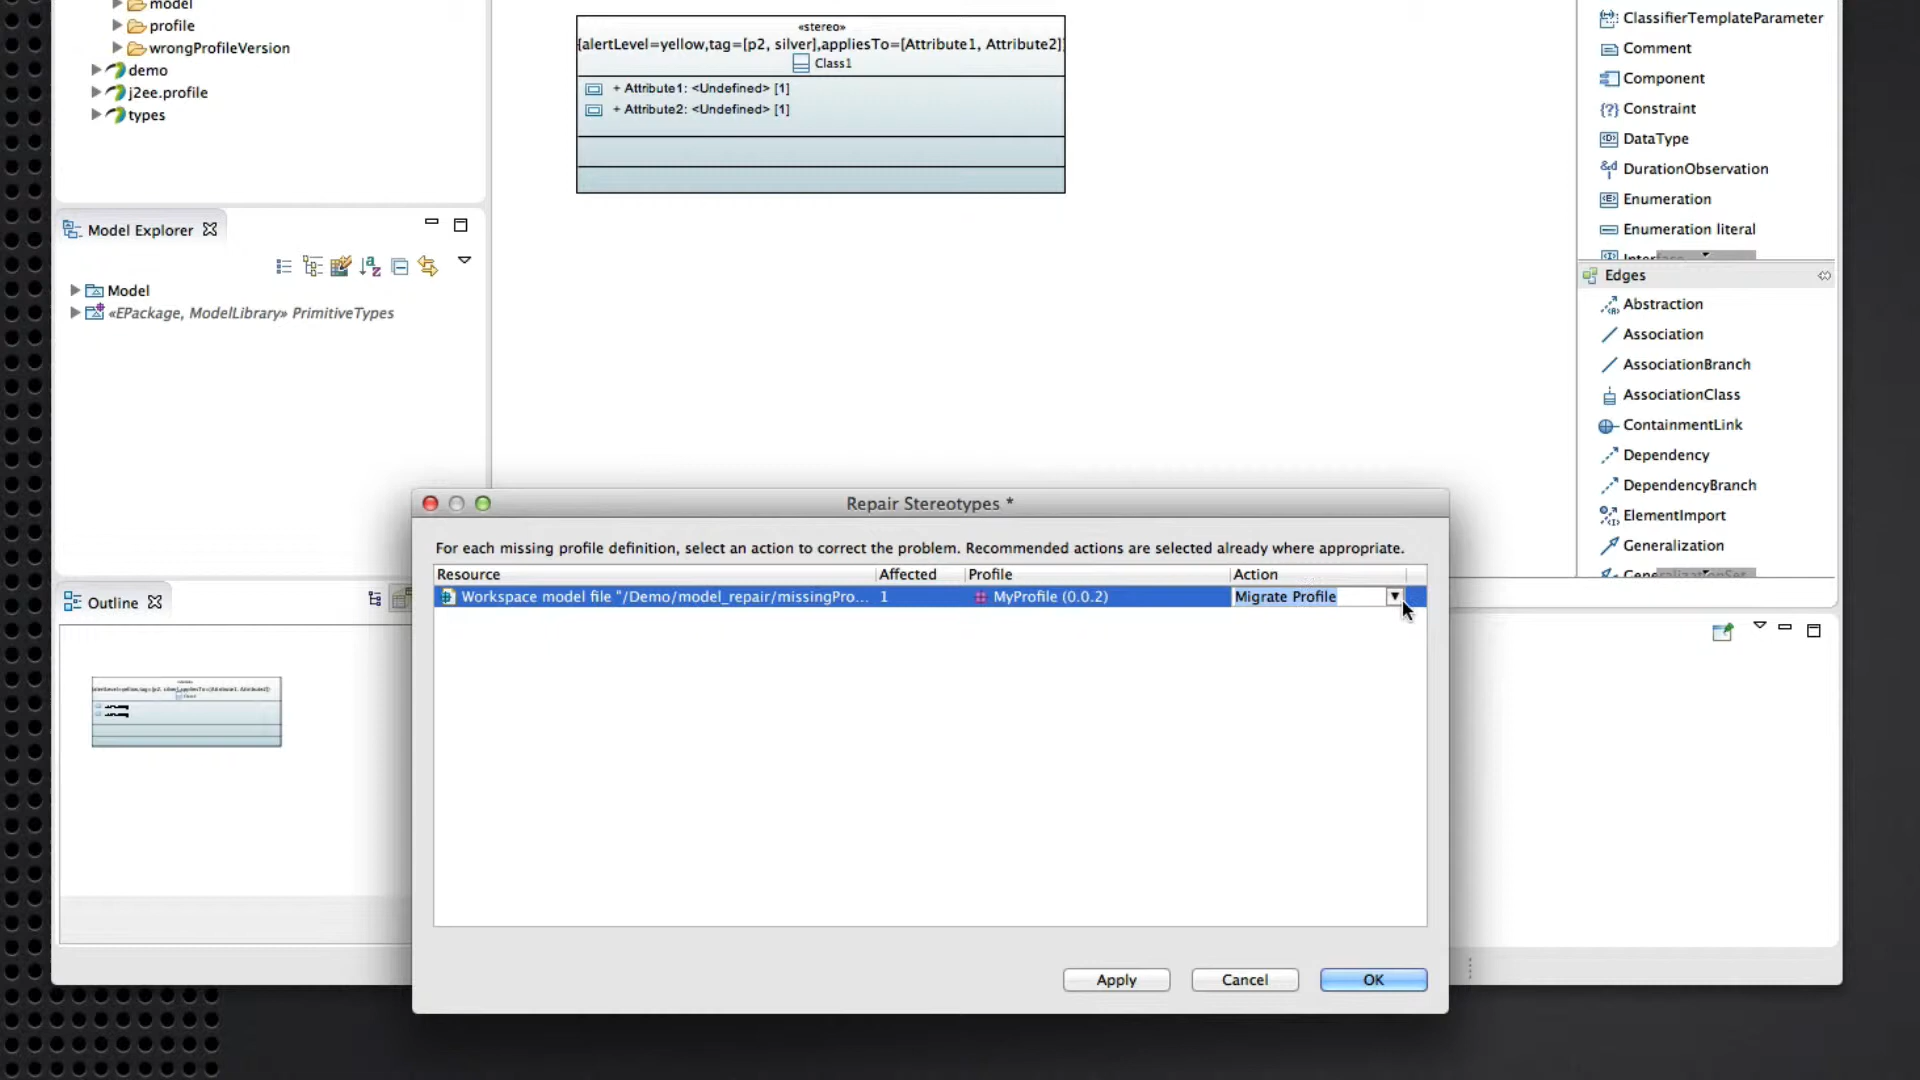 model
profile
wrongProfileVersion
demo
j2ee.profile
types
Model Explorer
Model
«EPackage, ModelLibrary» PrimitiveTypes
Outline
«stereo»
{alertLevel=yellow,tag=[p2, silver],appliesTo=[Attribute1, Attribute2]}
Class1
+ Attribute1: <Undefined> [1]
+ Attribute2: <Undefined> [1]
ClassifierTemplateParameter
Comment
Component
Constraint
DataType
DurationObservation
Enumeration
Enumeration literal
Edges
Abstraction
Association
AssociationBranch
AssociationClass
ContainmentLink
Dependency
DependencyBranch
ElementImport
Generalization
Repair Stereotypes *
For each missing profile definition, select an action to correct the problem. Recommended actions are selected already where appropriate.
Resource Affected Profile Action
Workspace model file "/Demo/model_repair/missingPro... 1 MyProfile (0.0.2) Migrate Profile
Apply Cancel OK